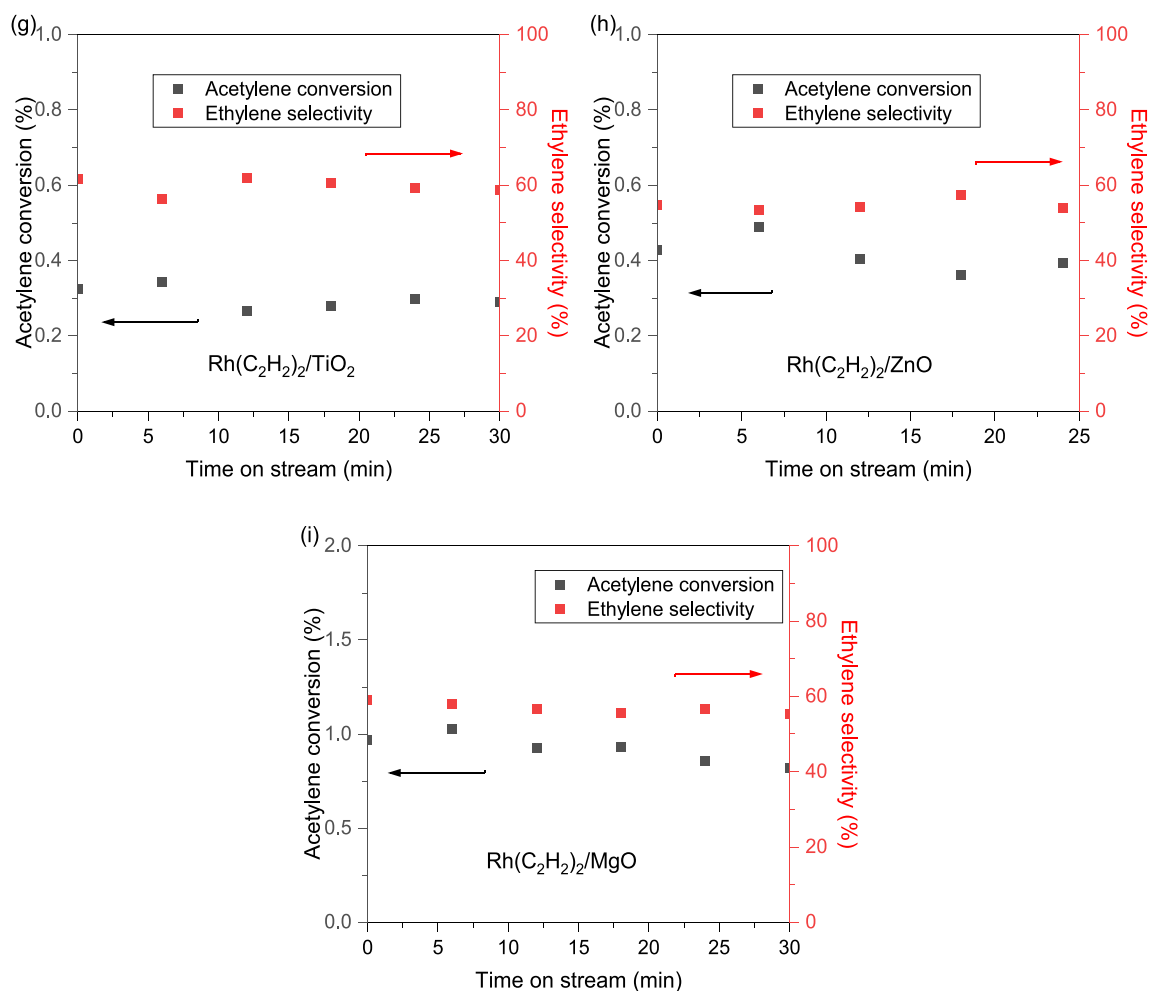 (g)
1.0
0.8
0.6
0.4
0.2
0.0
Acetylene conversion (%)
Acetylene conversion
Ethylene selectivity
Rh(C₂H₂)₂/TiO₂
100
80
60
40
20
0
Ethylene selectivity (%)
0 5 10 15 20 25 30
Time on stream (min)
(h)
1.0
0.8
0.6
0.4
0.2
0.0
Acetylene conversion (%)
Acetylene conversion
Ethylene selectivity
Rh(C₂H₂)₂/ZnO
100
80
60
40
20
0
Ethylene selectivity (%)
0 5 10 15 20 25
Time on stream (min)
(i)
2.0
1.5
1.0
0.5
0.0
Acetylene conversion (%)
Acetylene conversion
Ethylene selectivity
Rh(C₂H₂)₂/MgO
100
80
60
40
20
0
Ethylene selectivity (%)
0 5 10 15 20 25 30
Time on stream (min)